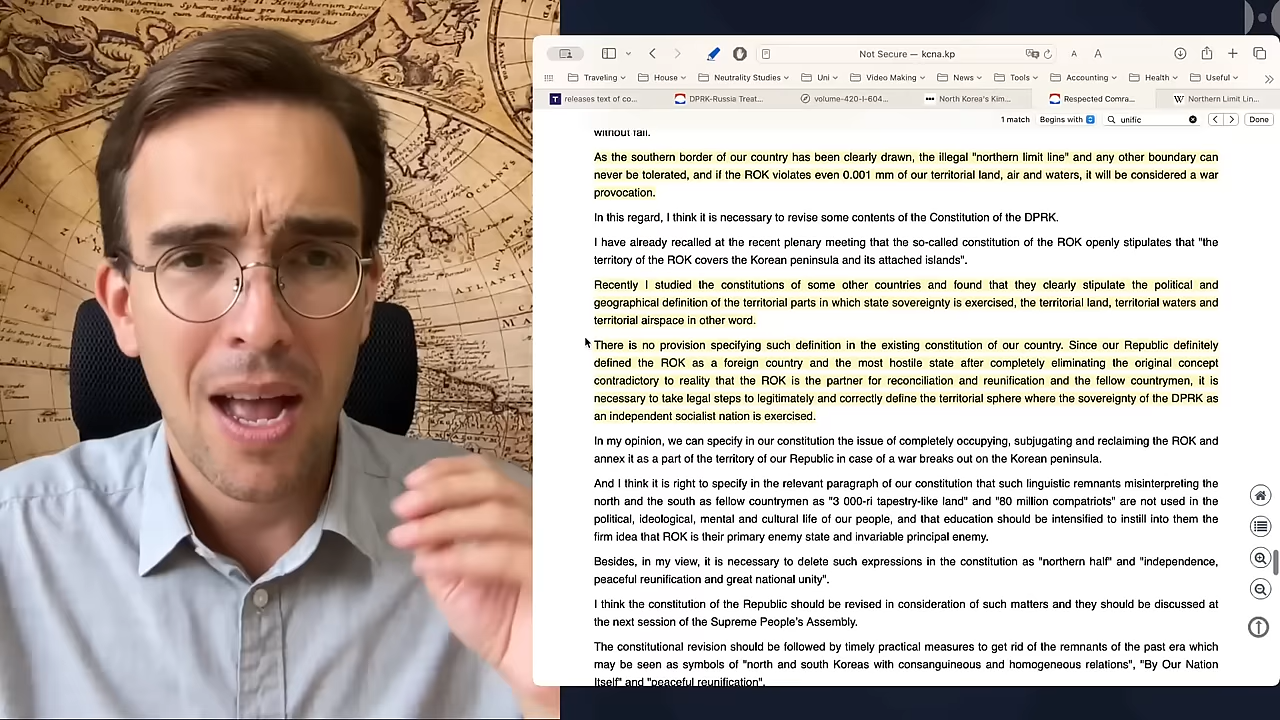 Not Secure — kcna.kp
A A
Traveling House Neutrality Studies Uni Video Making News Tools Accounting Health Useful
releases text of co... DPRK-Russia Treat... volume-420-I-604... North Korea's Kim... Respected Comra... Northern Limit Lin...
1 match Begins with unific Done
without fail.
As the southern border of our country has been clearly drawn, the illegal "northern limit line" and any other boundary can
never be tolerated, and if the ROK violates even 0.001 mm of our territorial land, air and waters, it will be considered a war
provocation.
In this regard, I think it is necessary to revise some contents of the Constitution of the DPRK.
I have already recalled at the recent plenary meeting that the so-called constitution of the ROK openly stipulates that "the
territory of the ROK covers the Korean peninsula and its attached islands".
Recently I studied the constitutions of some other countries and found that they clearly stipulate the political and
geographical definition of the territorial parts in which state sovereignty is exercised, the territorial land, territorial waters and
territorial airspace in other word.
There is no provision specifying such definition in the existing constitution of our country. Since our Republic definitely
defined the ROK as a foreign country and the most hostile state after completely eliminating the original concept
contradictory to reality that the ROK is the partner for reconciliation and reunification and the fellow countrymen, it is
necessary to take legal steps to legitimately and correctly define the territorial sphere where the sovereignty of the DPRK as
an independent socialist nation is exercised.
In my opinion, we can specify in our constitution the issue of completely occupying, subjugating and reclaiming the ROK and
annex it as a part of the territory of our Republic in case of a war breaks out on the Korean peninsula.
And I think it is right to specify in the relevant paragraph of our constitution that such linguistic remnants misinterpreting the
north and the south as fellow countrymen as "3 000-ri tapestry-like land" and "80 million compatriots" are not used in the
political, ideological, mental and cultural life of our people, and that education should be intensified to instill into them the
firm idea that ROK is their primary enemy state and invariable principal enemy.
Besides, in my view, it is necessary to delete such expressions in the constitution as "northern half" and "independence,
peaceful reunification and great national unity".
I think the constitution of the Republic should be revised in consideration of such matters and they should be discussed at
the next session of the Supreme People's Assembly.
The constitutional revision should be followed by timely practical measures to get rid of the remnants of the past era which
may be seen as symbols of "north and south Koreas with consanguineous and homogeneous relations", "By Our Nation
Itself" and "peaceful reunification".